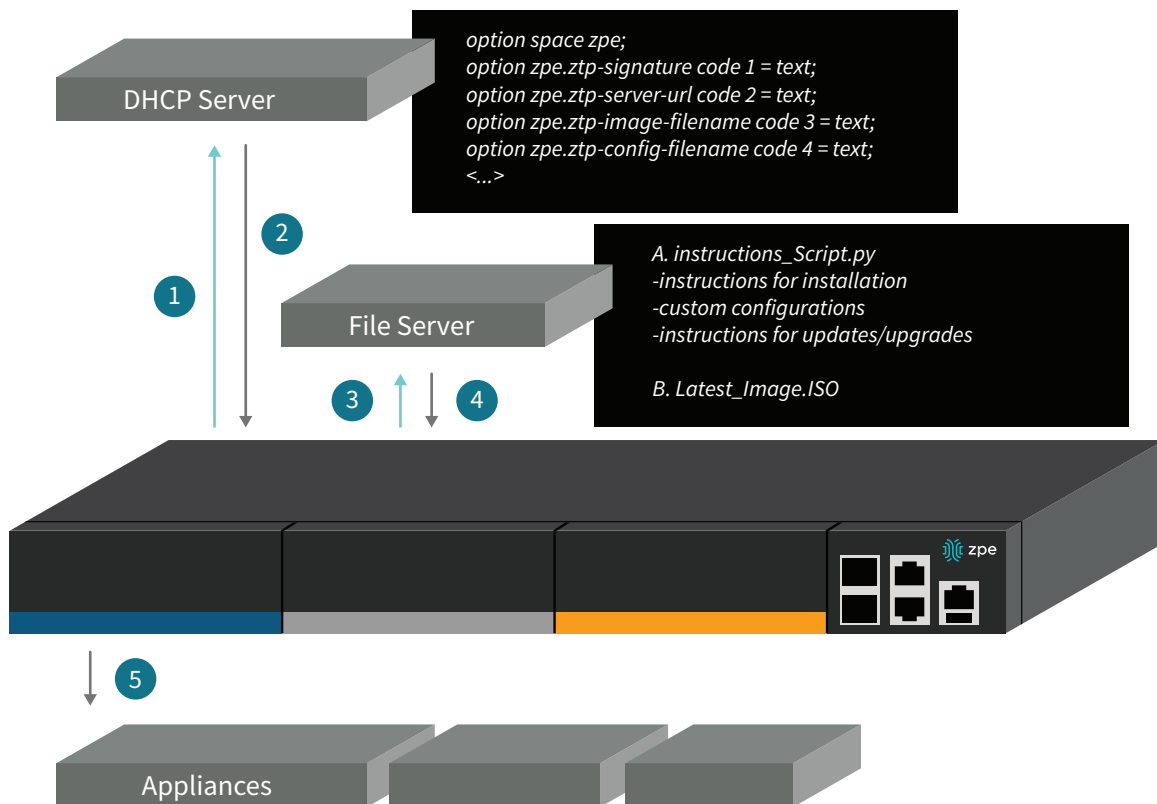 DHCP Server
option space zpe;
option zpe.ztp-signature code 1 = text;
option zpe.ztp-server-url code 2 = text;
option zpe.ztp-image-filename code 3 = text;
option zpe.ztp-config-filename code 4 = text;
<...>
1
2
File Server
A. instructions_Script.py
-instructions for installation
-custom configurations
-instructions for updates/upgrades
B. Latest_Image.ISO
3
4
zpe
5
Appliances